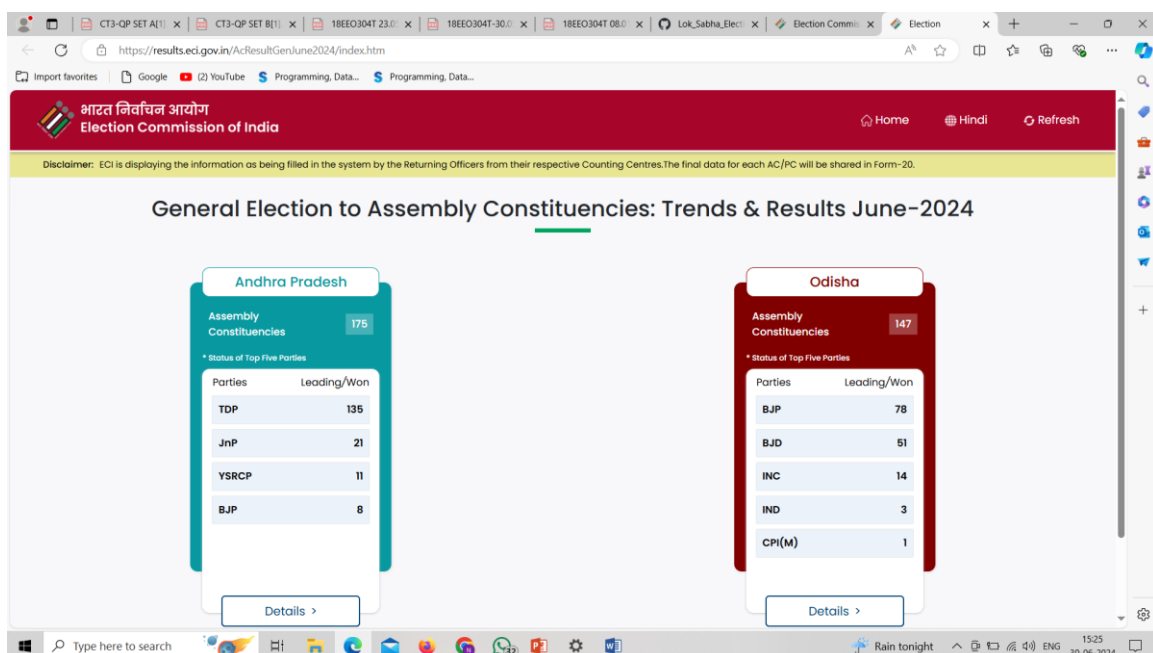 CT3-QP SET A[1]
CT3-QP SET B[1]
18EEO304T 23.0
18EEO304T-30.0
18EEO304T 08.0
Lok_Sabha_Elect
Election Commis
Election
https://results.eci.gov.in/AcResultGenJune2024/index.htm
Import favorites
Google
(2) YouTube
Programming, Data...
Programming, Data...
भारत निर्वाचन आयोग
Election Commission of India
Home
Hindi
Refresh
Disclaimer: ECI is displaying the information as being filled in the system by the Returning Officers from their respective Counting Centres.The final data for each AC/PC will be shared in Form-20.
General Election to Assembly Constituencies: Trends & Results June-2024
Andhra Pradesh
Assembly
Constituencies
175
* Status of Top Five Parties
Parties Leading/Won
TDP 135
JnP 21
YSRCP 11
BJP 8
Details >
Odisha
Assembly
Constituencies
147
* Status of Top Five Parties
Parties Leading/Won
BJP 78
BJD 51
INC 14
IND 3
CPI(M) 1
Details >
Type here to search
Rain tonight
ENG
15:25
30-06-2024